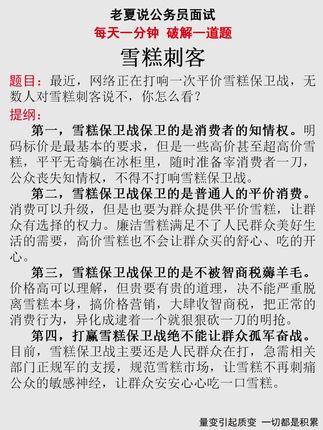 老夏说公务员面试
每天一分钟 破解一道题
雪糕刺客
题目：最近，网络正在打响一次平价雪糕保卫战，无
数人对雪糕刺客说不，你怎么看？
提纲：
第一，雪糕保卫战保卫的是消费者的知情权。明
码标价是最基本的要求，但是一些高价甚至超高价雪
糕，平平无奇躺在冰柜里，随时准备宰消费者一刀，
公众丧失知情权，不得不打响雪糕保卫战。
第二，雪糕保卫战保卫的是普通人的平价消费。
消费可以升级，但是也要为群众提供平价雪糕，让群
众有选择的权力。廉洁雪糕满足不了人民群众美好生
活的需要，高价雪糕也不会让群众买的舒心、吃的开
心。
第三，雪糕保卫战保卫的是不被智商税薅羊毛。
价格高可以理解，但贵要有贵的道理，决不能严重脱
离雪糕本身，搞价格营销，大肆收智商税，把正常的
消费行为，异化成逮着一个就狠狠砍一刀的明抢。
第四，打赢雪糕保卫战绝不能让群众孤军奋战。
目前，雪糕保卫战主要还是人民群众在打，急需相关
部门正规军的支援，规范雪糕市场，让雪糕不再刺痛
公众的敏感神经，让群众安安心心吃一口雪糕。
量变引起质变 一切都是积累